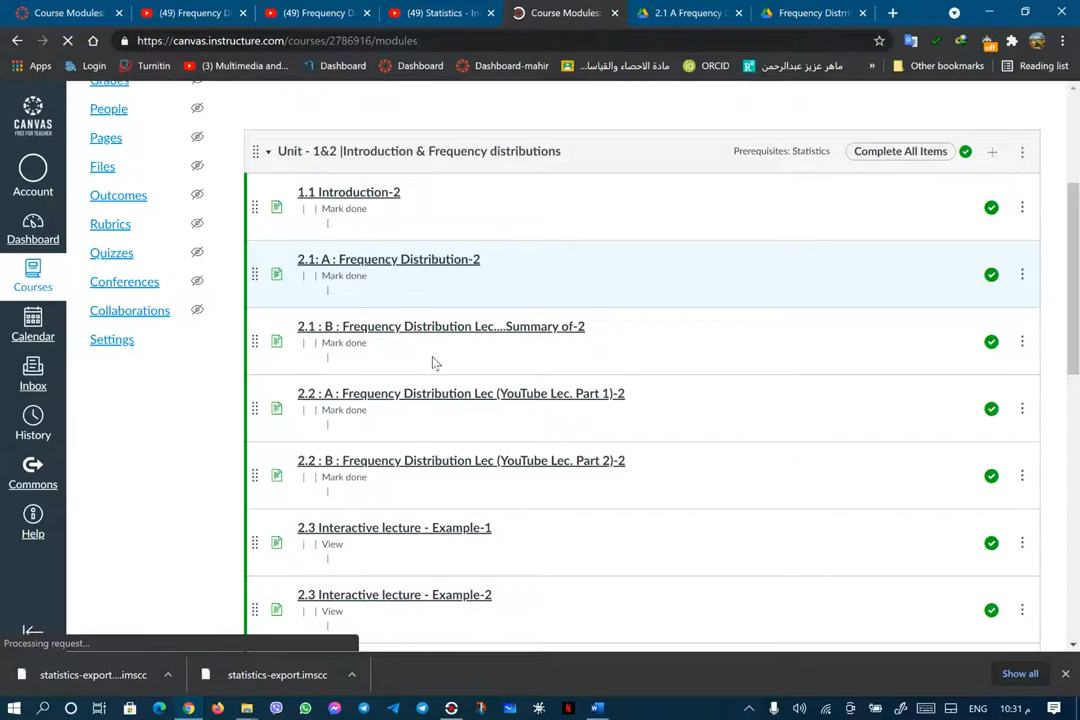 Course Modules:
(49) Frequency D
(49) Frequency D
(49) Statistics - In
Course Modules:
2.1 A Frequency
Frequency Distri
https://canvas.instructure.com/courses/2786916/modules
Apps
Login
Turnitin
(3) Multimedia and...
Dashboard
Dashboard
Dashboard-mahir
مادة الاحصاء والقياسا...
ORCID
ماهر عزيز عبدالرحمن
»
Other bookmarks
Reading list
CANVAS
FREE FOR TEACHER
Account
Dashboard
Courses
Calendar
Inbox
History
Commons
Help
Grades
People
Pages
Files
Outcomes
Rubrics
Quizzes
Conferences
Collaborations
Settings
Unit - 1&2 |Introduction & Frequency distributions
Prerequisites: Statistics
Complete All Items
1.1 Introduction-2
| | Mark done
|
2.1: A : Frequency Distribution-2
| | Mark done
|
2.1 : B : Frequency Distribution Lec....Summary of-2
| | Mark done
|
2.2 : A : Frequency Distribution Lec (YouTube Lec. Part 1)-2
| | Mark done
|
2.2 : B : Frequency Distribution Lec (YouTube Lec. Part 2)-2
| | Mark done
|
2.3 Interactive lecture - Example-1
| | View
|
2.3 Interactive lecture - Example-2
| | View
|
Processing request...
statistics-export....imscc
statistics-export.imscc
Show all
off
ENG
10:31 م